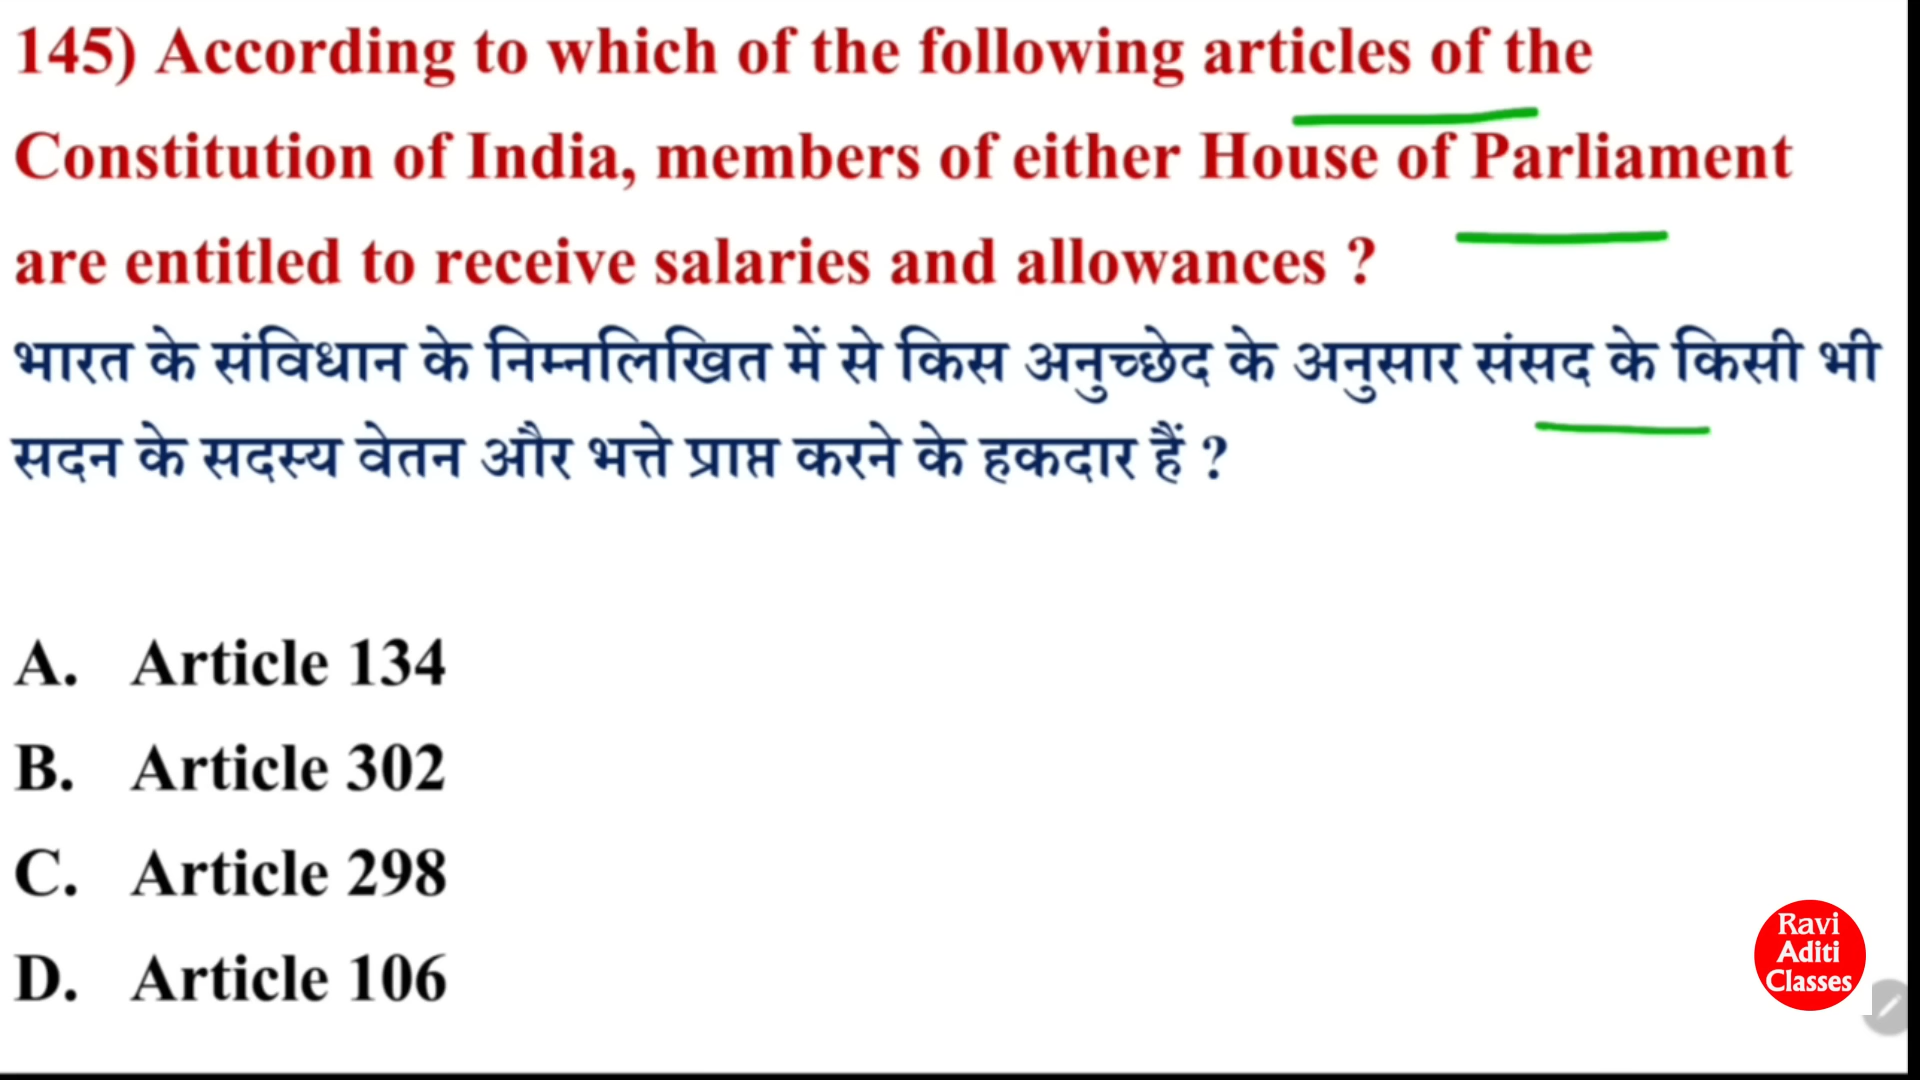 145) According to which of the following articles of the
Constitution of India, members of either House of Parliament
are entitled to receive salaries and allowances ?
भारत के संविधान के निम्नलिखित में से किस अनुच्छेद के अनुसार संसद के किसी भी
सदन के सदस्य वेतन और भत्ते प्राप्त करने के हकदार हैं ?
A. Article 134
B. Article 302
C. Article 298
D. Article 106
Ravi
Aditi
Classes